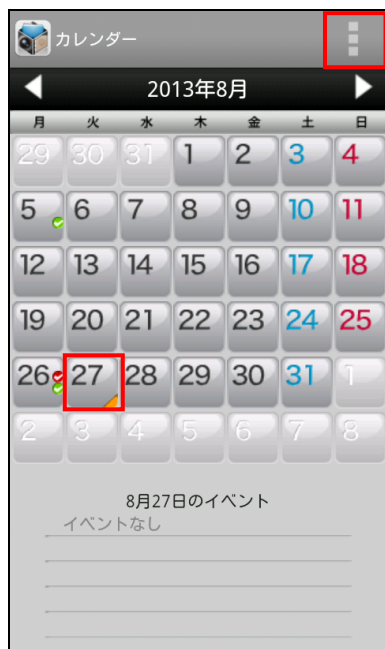 カレンダー
2013年8月
月 火 水 木 金 土 日
29 30 31 1 2 3 4
5 6 7 8 9 10 11
12 13 14 15 16 17 18
19 20 21 22 23 24 25
26 27 28 29 30 31 1
2 3 4 5 6 7 8
8月27日のイベント
イベントなし